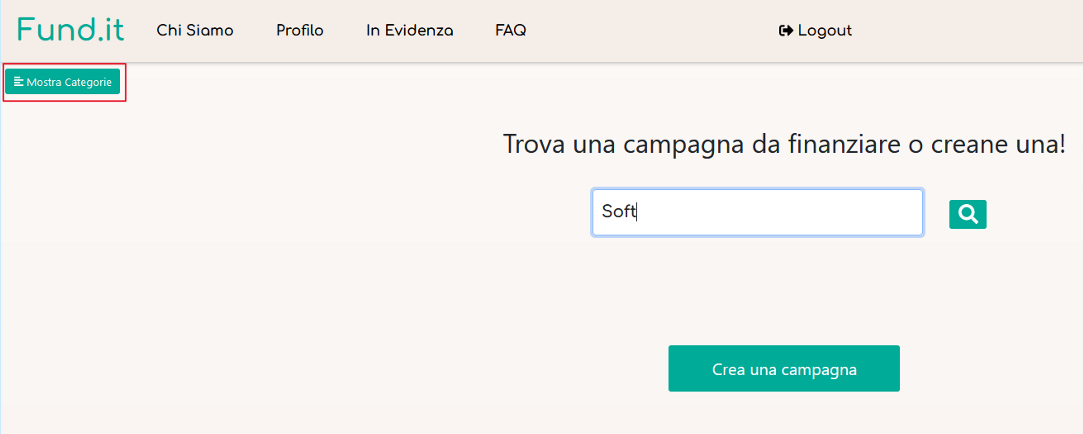 Fund.it
Chi Siamo
Profilo
In Evidenza
FAQ
Logout
Mostra Categorie
Trova una campagna da finanziare o creane una!
Soft
Crea una campagna